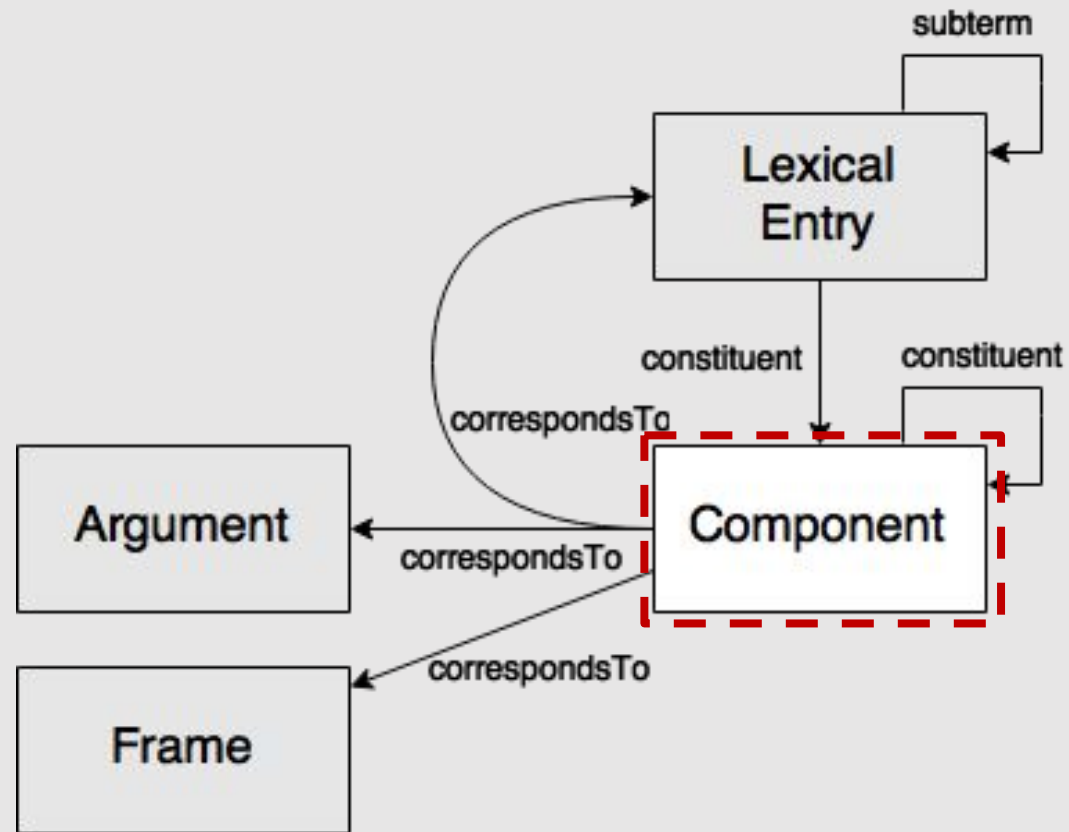 subterm
Lexical
Entry
constituent
constituent
correspondsTo
Argument
Component
correspondsTo
correspondsTo
Frame